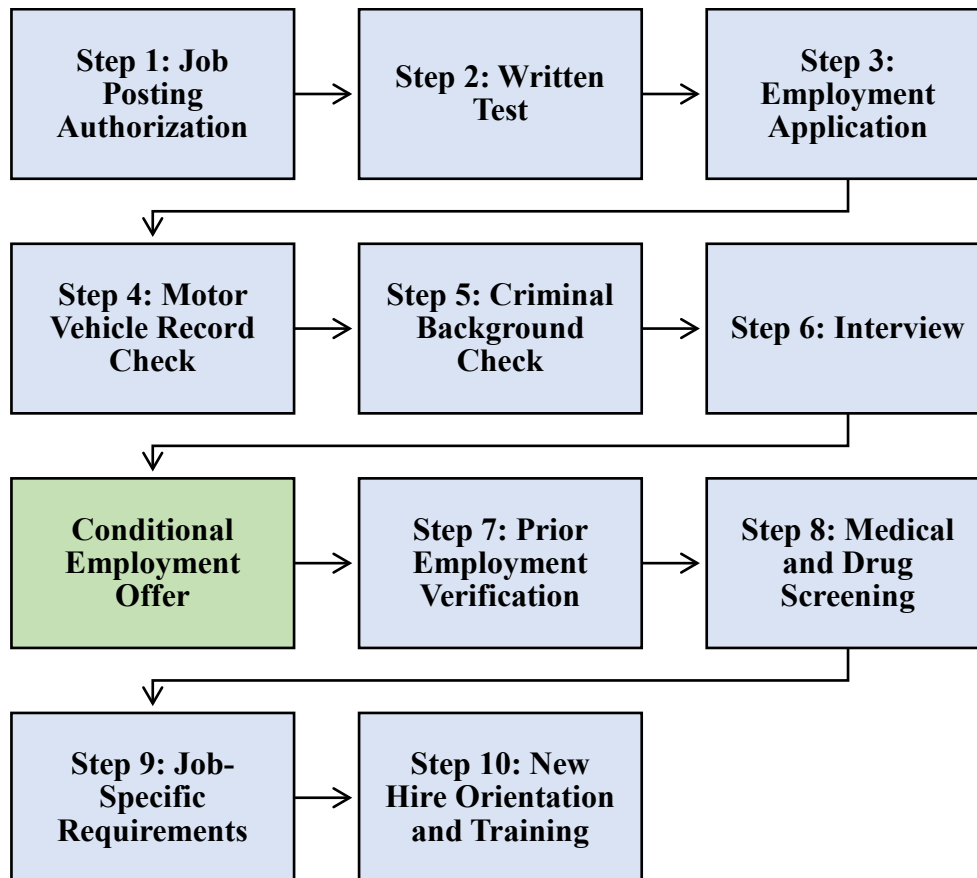 Step 1: Job
Posting
Authorization
Step 2: Written
Test
Step 3:
Employment
Application
Step 4: Motor
Vehicle Record
Check
Step 5: Criminal
Background
Check
Step 6: Interview
Conditional
Employment
Offer
Step 7: Prior
Employment
Verification
Step 8: Medical
and Drug
Screening
Step 9: Job-
Specific
Requirements
Step 10: New
Hire Orientation
and Training